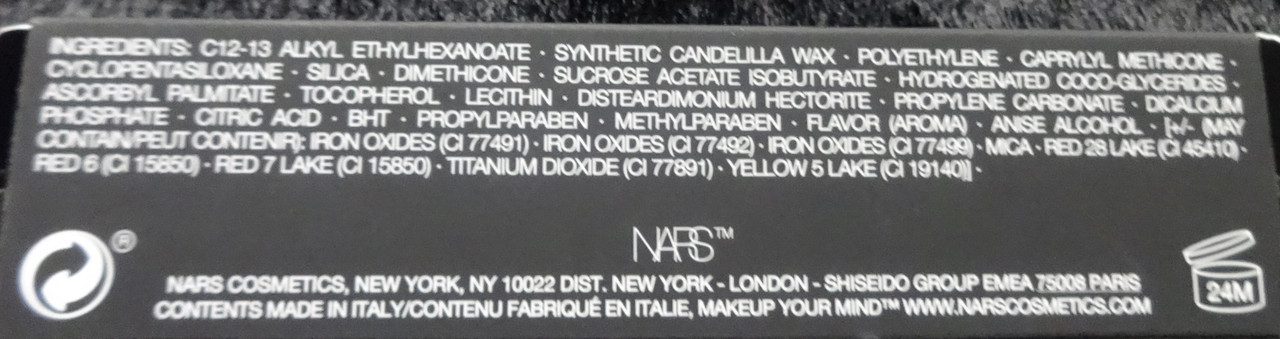 INGREDIENTS: C12-13 ALKYL ETHYLHEXANOATE · SYNTHETIC CANDELILLA WAX · POLYETHYLENE · CAPRYLYL METHICONE ·
CYCLOPENTASILOXANE · SILICA · DIMETHICONE · SUCROSE ACETATE ISOBUTYRATE · HYDROGENATED COCO-GLYCERIDES ·
ASCORBYL PALMITATE · TOCOPHEROL · LECITHIN · DISTEARDIMONIUM HECTORITE · PROPYLENE CARBONATE · DICALCIUM
PHOSPHATE · CITRIC ACID · BHT · PROPYLPARABEN · METHYLPARABEN · FLAVOR (AROMA) · ANISE ALCOHOL · [+/- (MAY
CONTAIN/PEUT CONTENIR): IRON OXIDES (CI 77491) · IRON OXIDES (CI 77492) · IRON OXIDES (CI 77499) · MICA · RED 28 LAKE (CI 45410) ·
RED 6 (CI 15850) · RED 7 LAKE (CI 15850) · TITANIUM DIOXIDE (CI 77891) · YELLOW 5 LAKE (CI 19140)] ·
®
NARS™
NARS COSMETICS, NEW YORK, NY 10022 DIST. NEW YORK - LONDON - SHISEIDO GROUP EMEA 75008 PARIS
CONTENTS MADE IN ITALY/CONTENU FABRIQUÉ EN ITALIE, MAKEUP YOUR MIND™ WWW.NARSCOSMETICS.COM
24M